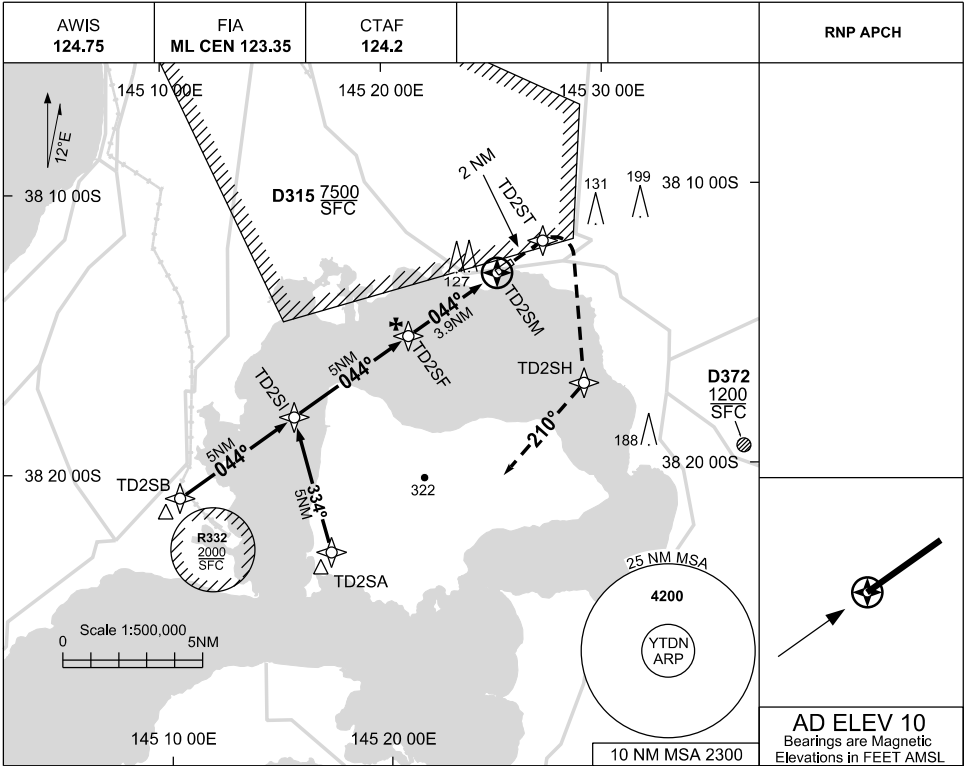 AWIS
124.75
FIA
ML CEN 123.35
CTAF
124.2
RNP APCH
145 10 00E
145 20 00E
145 30 00E
12°E
2 NM
38 10 00S
D315 7500
SFC
TD2ST
131
199
38 10 00S
127
TD2SM
044°
3.9NM
TD2SF
5NM
044°
TD2SI
TD2SH
D372
1200
SFC
210°
188
5NM
044°
38 20 00S
38 20 00S
TD2SB
334°
5NM
322
R332
2000
SFC
TD2SA
25 NM MSA
4200
YTDN
ARP
Scale 1:500,000
0
5NM
145 10 00E
145 20 00E
10 NM MSA 2300
AD ELEV 10
Bearings are Magnetic
Elevations in FEET AMSL